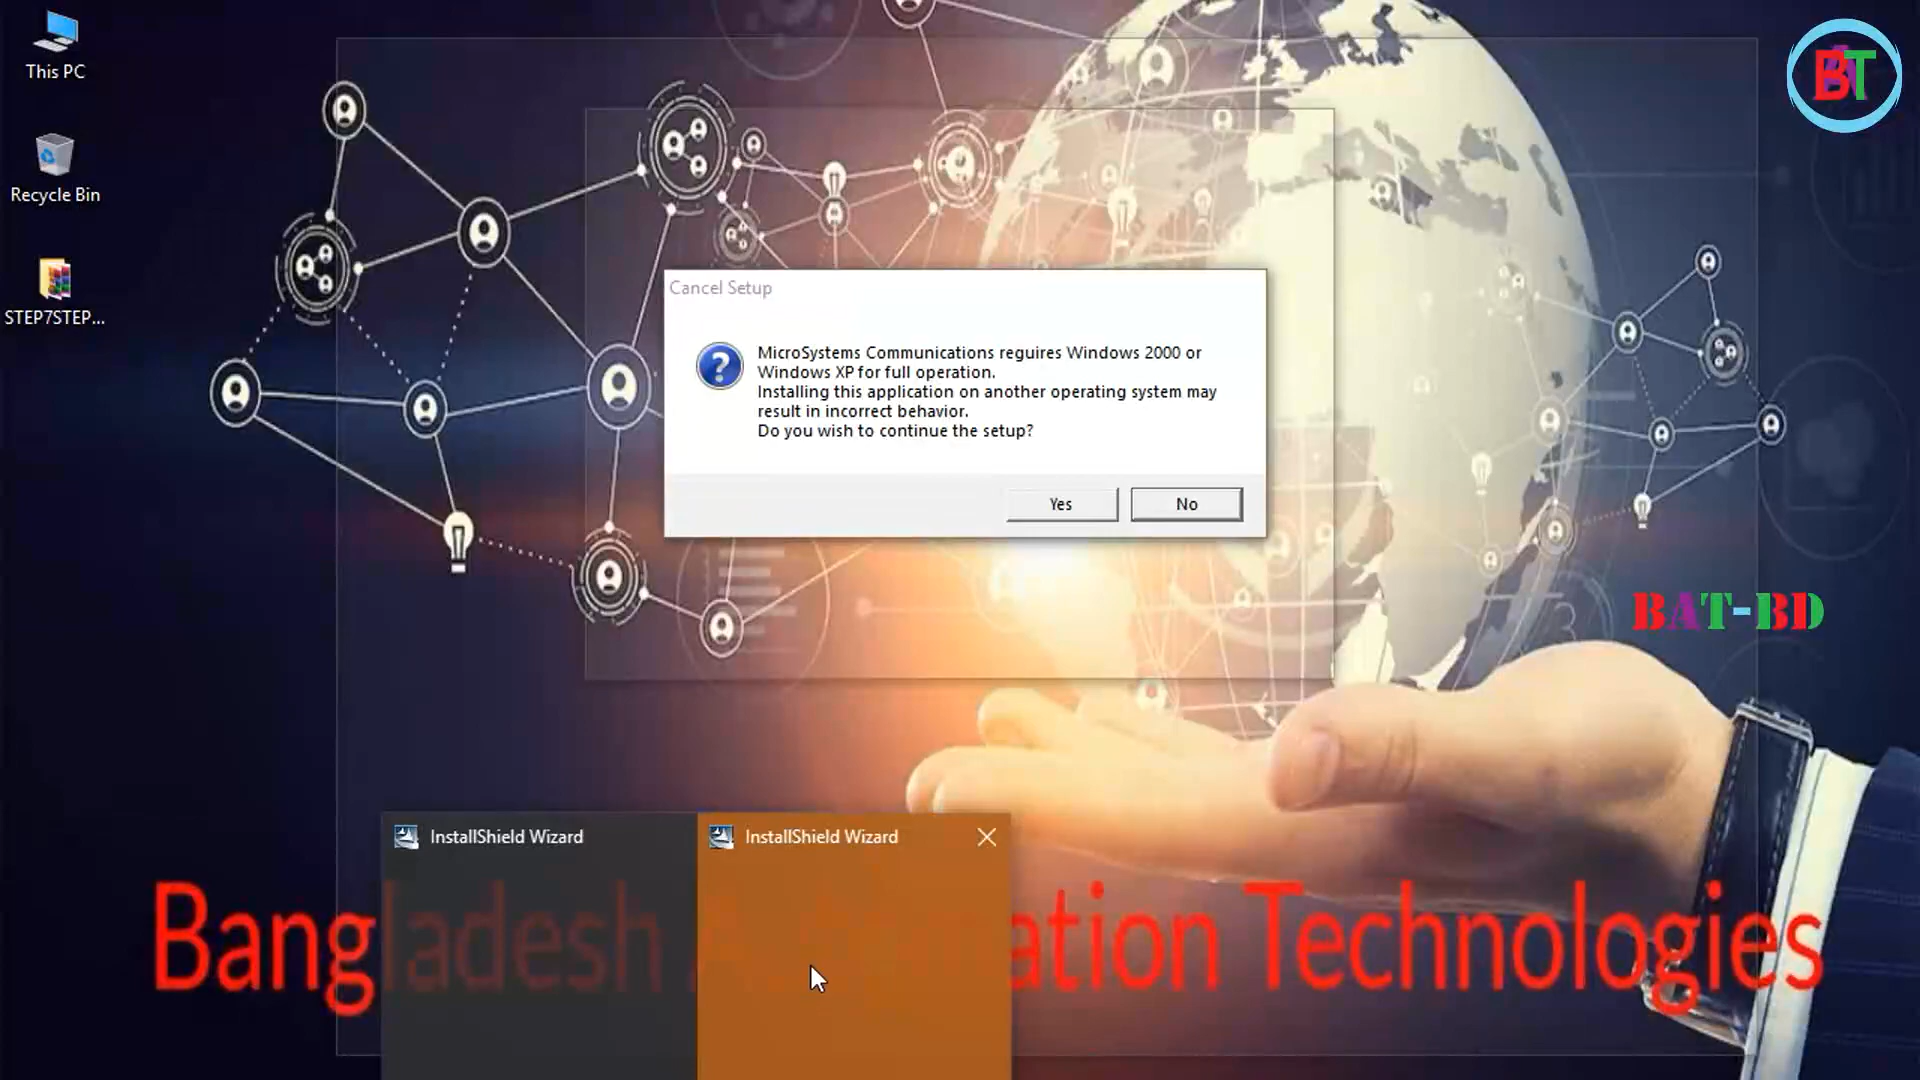 This PC
Recycle Bin
STEP7STEP...
BAT
Cancel Setup
MicroSystems Communications reguires Windows 2000 or
Windows XP for full operation.
Installing this application on another operating system may
result in incorrect behavior.
Do you wish to continue the setup?
Yes
No
BAT-BD
InstallShield Wizard
InstallShield Wizard
Bangladesh Automation Technologies